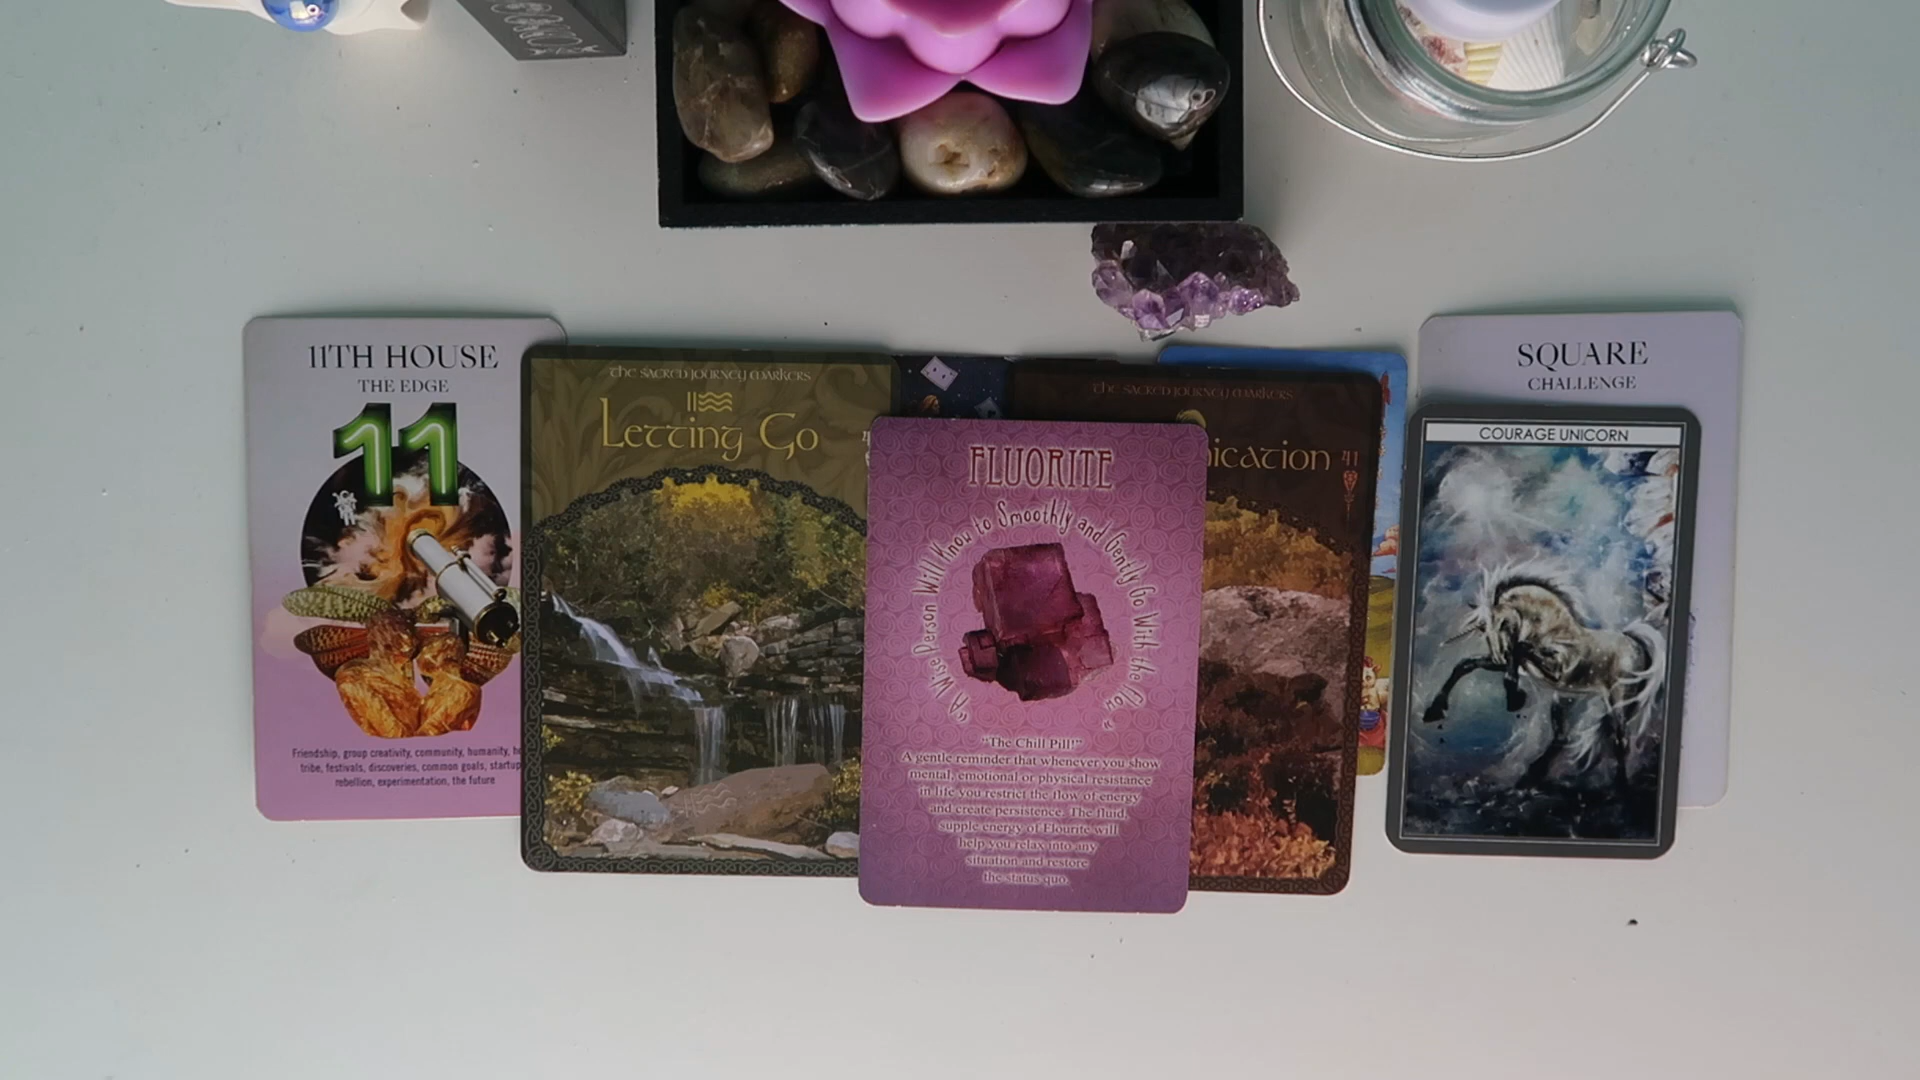 11TH HOUSE
THE EDGE
11
Friendship, group creativity, community, humanity,
tribe, festivals, discoveries, common goals, startup
rebellion, experimentation, the future
the sacred journey markers
Letting Go
FLUORITE
"A Wise Person Will Know to Smoothly and Gently Go With the Flow"
"The Chill Pill!"
A gentle reminder that whenever you show
mental, emotional or physical resistance
in life you restrict the flow of energy
and create persistence. The fluid,
supple energy of Flourite will
help you relax into any
situation and restore
the status quo.
the sacred journey markers
nication
41
SQUARE
CHALLENGE
COURAGE UNICORN